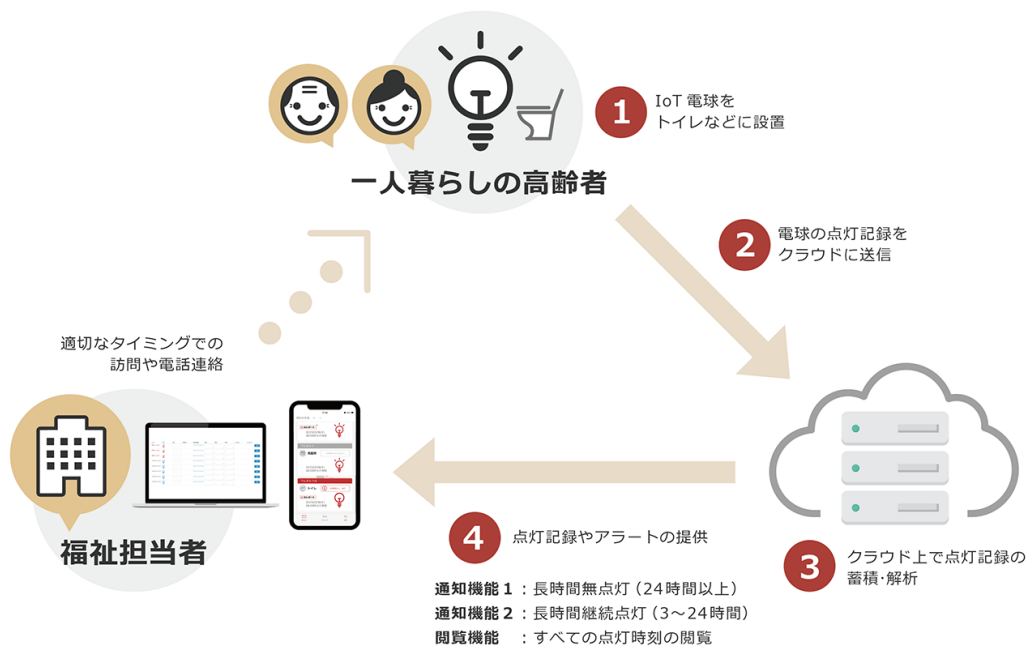 1
IoT 電球を
トイレなどに設置
一人暮らしの高齢者
2
電球の点灯記録を
クラウドに送信
適切なタイミングでの
訪問や電話連絡
福祉担当者
4
点灯記録やアラートの提供
通知機能1:長時間無点灯(24時間以上)
通知機能2:長時間継続点灯(3〜24時間)
閲覧機能 :すべての点灯時刻の閲覧
3
クラウド上で点灯記録の
蓄積・解析